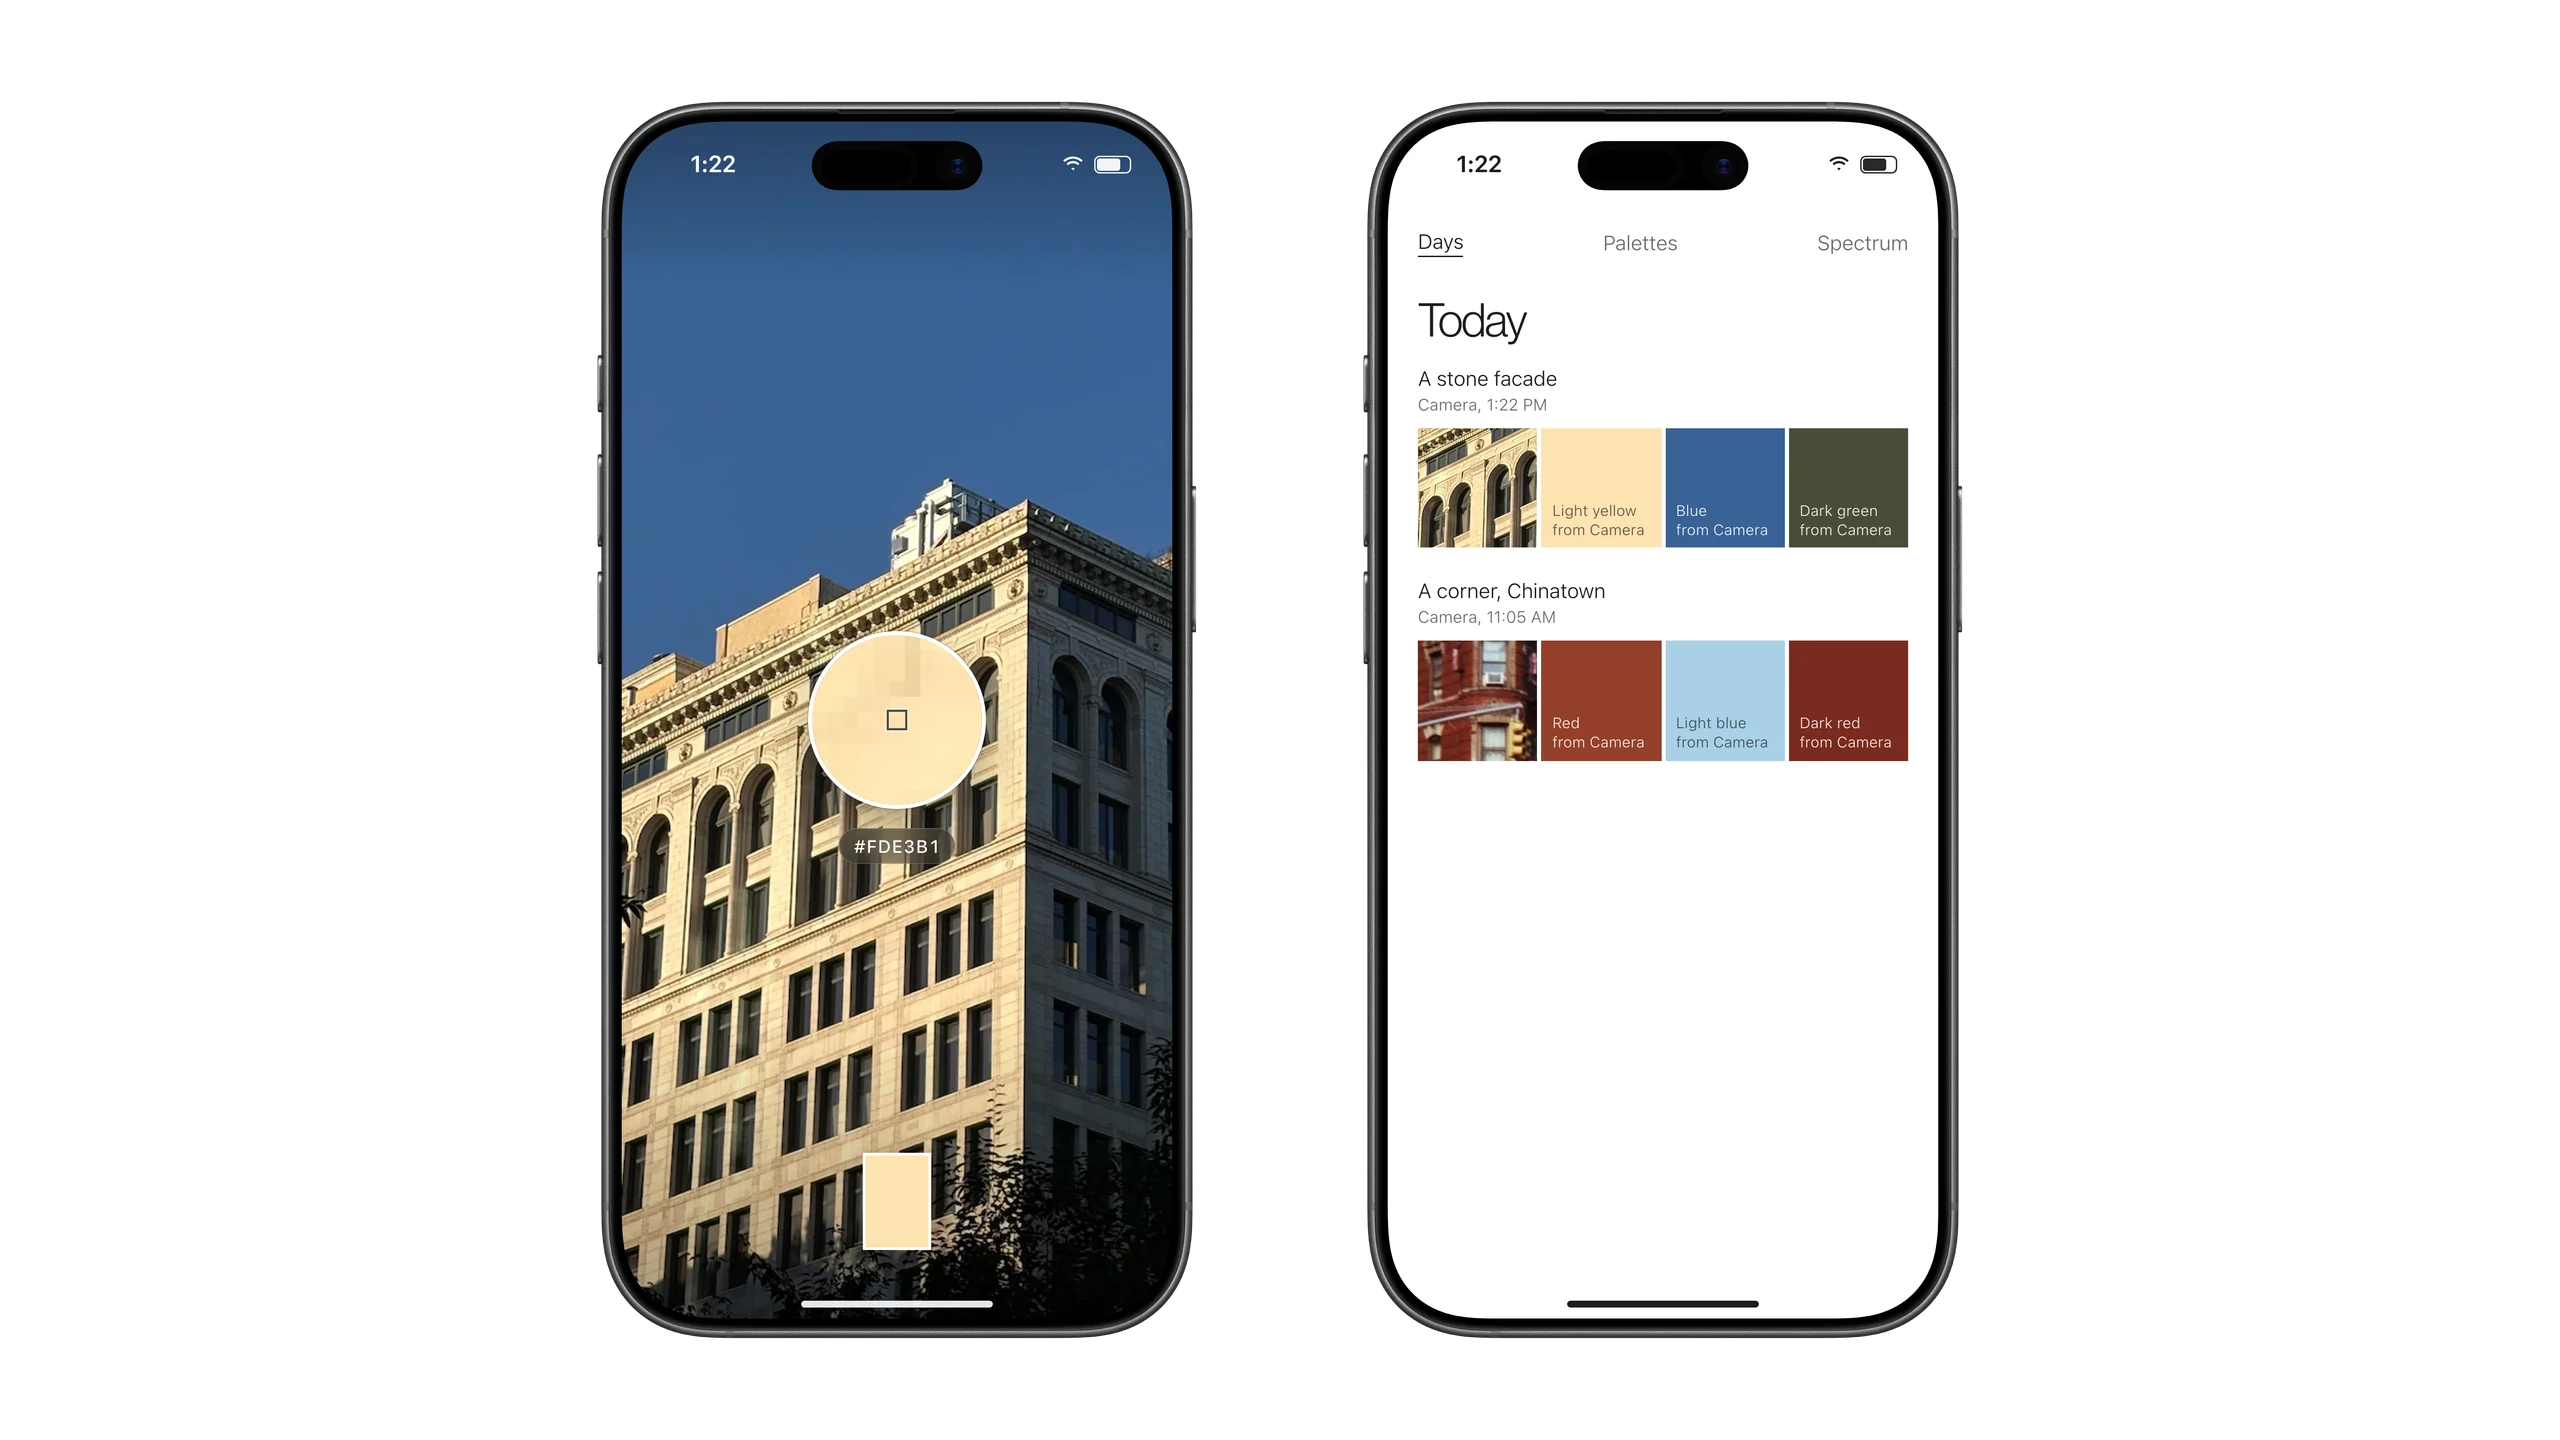 1:22
#FDE3B1
1:22
Days
Palettes
Spectrum
Today
A stone facade
Camera, 1:22 PM
Light yellow
from Camera
Blue
from Camera
Dark green
from Camera
A corner, Chinatown
Camera, 11:05 AM
Red
from Camera
Light blue
from Camera
Dark red
from Camera